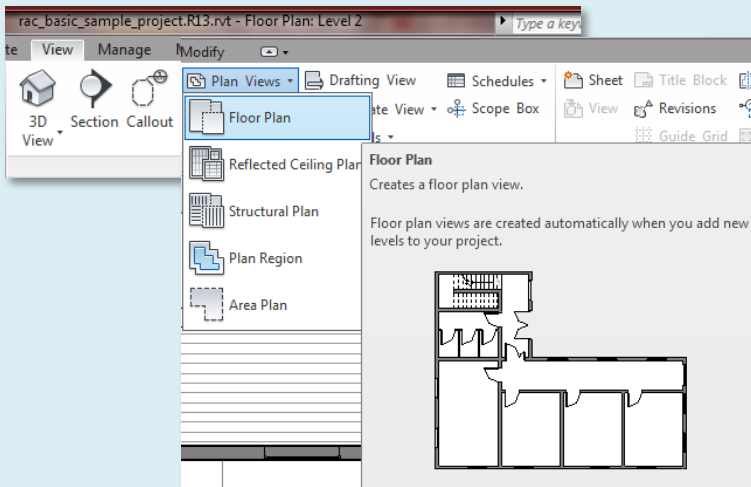 rac_basic_sample_project.R13.rvt - Floor Plan: Level 2
Type a key
te View Manage Modify
3D View
Section
Callout
Plan Views
Drafting View
Schedules
Sheet
Title Block
ate View
Scope Box
View
Revisions
ls
Guide Grid
Floor Plan
Reflected Ceiling Plan
Structural Plan
Plan Region
Area Plan
Floor Plan
Creates a floor plan view.
Floor plan views are created automatically when you add new
levels to your project.